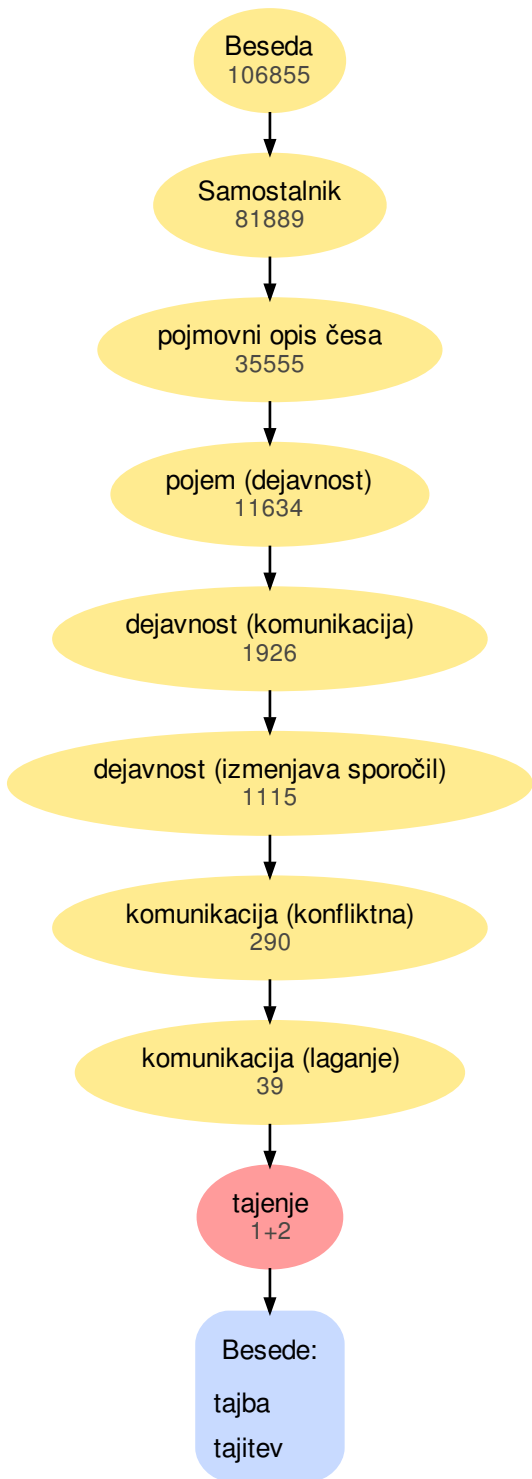 Beseda
106855
Samostalnik
81889
pojmovni opis česa
35555
pojem (dejavnost)
11634
dejavnost (komunikacija)
1926
dejavnost (izmenjava sporočil)
1115
komunikacija (konfliktna)
290
komunikacija (laganje)
39
tajenje
1+2
Besede:
tajba
tajitev